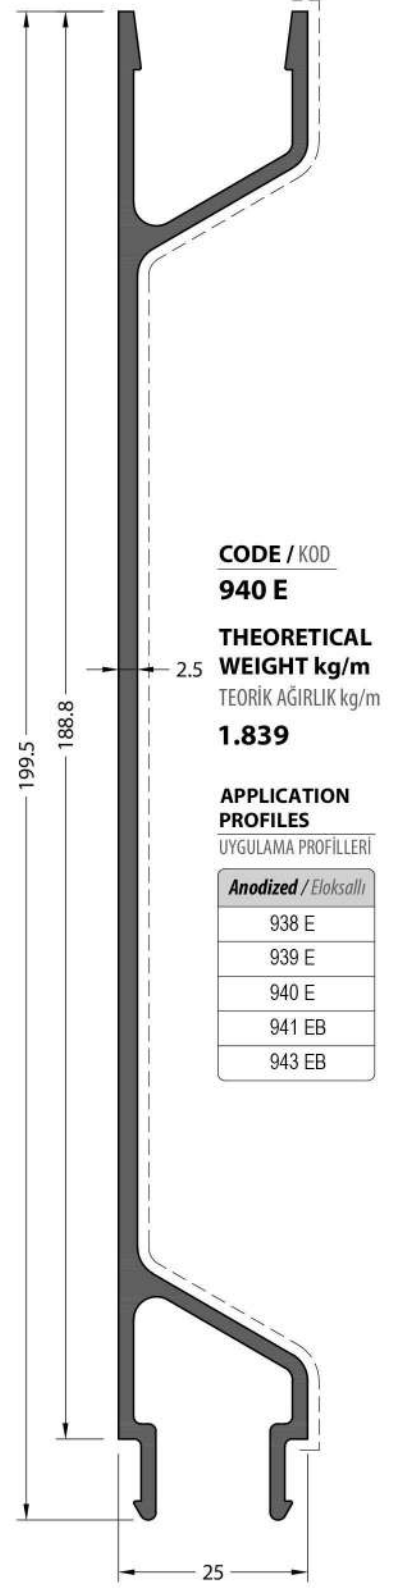 CODE / KOD
940 E
THEORETICAL
WEIGHT kg/m
TEORİK AĞIRLIK kg/m
1.839
2.5
188.8
199.5
APPLICATION
PROFILES
UYGULAMA PROFİLLERİ
Anodized / Eloksallı
938 E
939 E
940 E
941 EB
943 EB
25